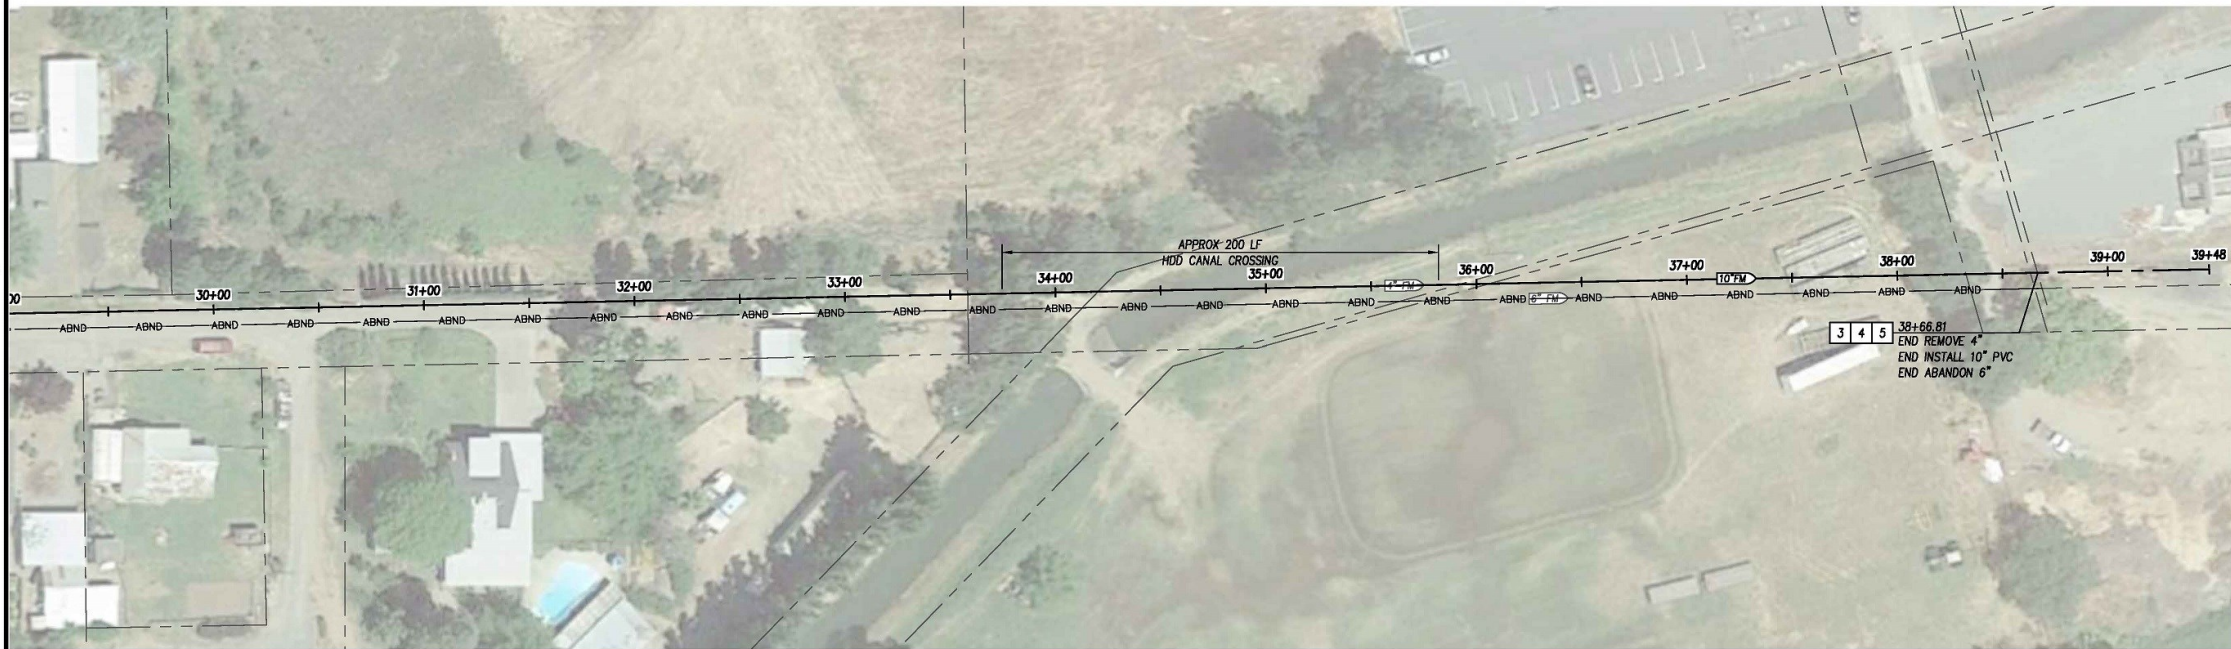 APPROX 200 LF
HDD CANAL CROSSING
00
30+00
31+00
32+00
33+00
34+00
35+00
36+00
37+00
38+00
39+00
39+48
4" FM
10"FM
6" FM
ABND ABND ABND ABND ABND ABND ABND ABND ABND ABND ABND ABND ABND ABND ABND ABND ABND ABND ABND ABND ABND ABND ABND ABND
3 4 5
38+66.81
END REMOVE 4"
END INSTALL 10" PVC
END ABANDON 6"